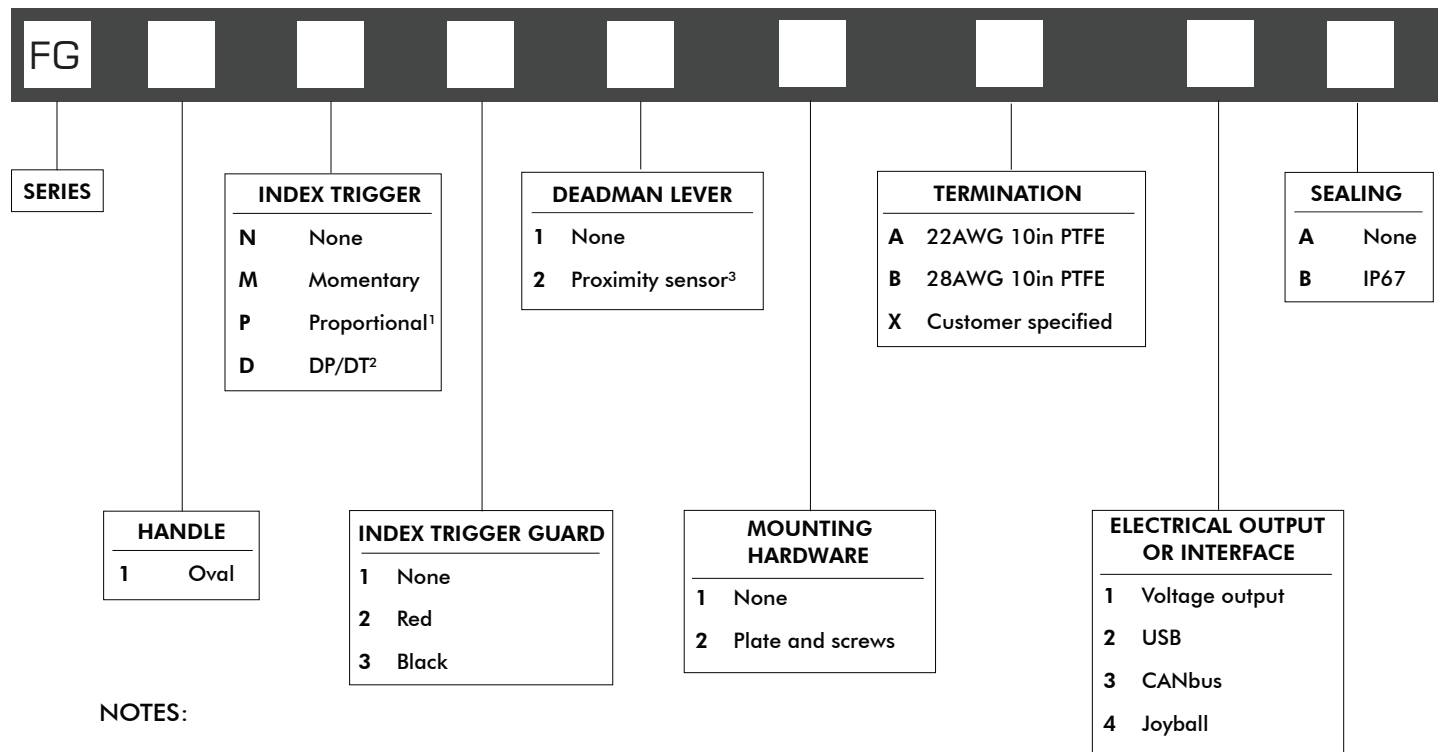 FG
SERIES
INDEX TRIGGER
N None
M Momentary
P Proportional¹
D DP/DT²
DEADMAN LEVER
1 None
2 Proximity sensor³
TERMINATION
A 22AWG 10in PTFE
B 28AWG 10in PTFE
X Customer specified
SEALING
A None
B IP67
HANDLE
1 Oval
INDEX TRIGGER GUARD
1 None
2 Red
3 Black
MOUNTING
HARDWARE
1 None
2 Plate and screws
ELECTRICAL OUTPUT
OR INTERFACE
1 Voltage output
2 USB
3 CANbus
4 Joyball
NOTES: